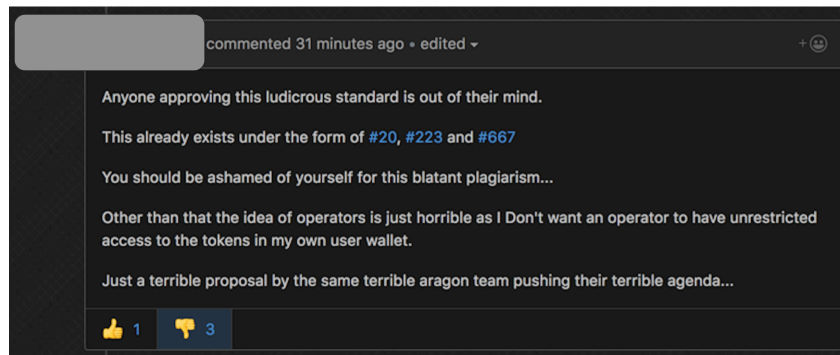 commented 31 minutes ago • edited
Anyone approving this ludicrous standard is out of their mind.
This already exists under the form of #20, #223 and #667
You should be ashamed of yourself for this blatant plagiarism...
Other than that the idea of operators is just horrible as I Don't want an operator to have unrestricted
access to the tokens in my own user wallet.
Just a terrible proposal by the same terrible aragon team pushing their terrible agenda...
👍 1 👎 3